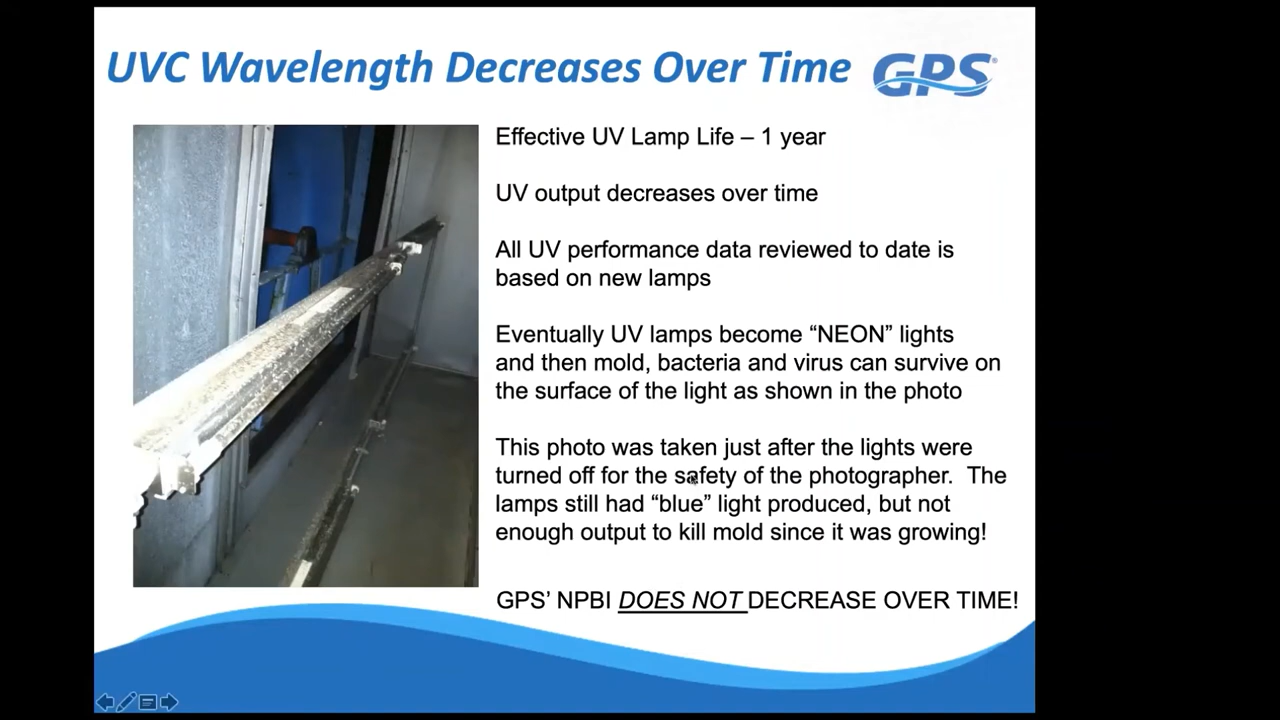 UVC Wavelength Decreases Over Time
GPS®
Effective UV Lamp Life – 1 year
UV output decreases over time
All UV performance data reviewed to date is
based on new lamps
Eventually UV lamps become “NEON” lights
and then mold, bacteria and virus can survive on
the surface of the light as shown in the photo
This photo was taken just after the lights were
turned off for the safety of the photographer.  The
lamps still had “blue” light produced, but not
enough output to kill mold since it was growing!
GPS’ NPBI DOES NOT DECREASE OVER TIME!